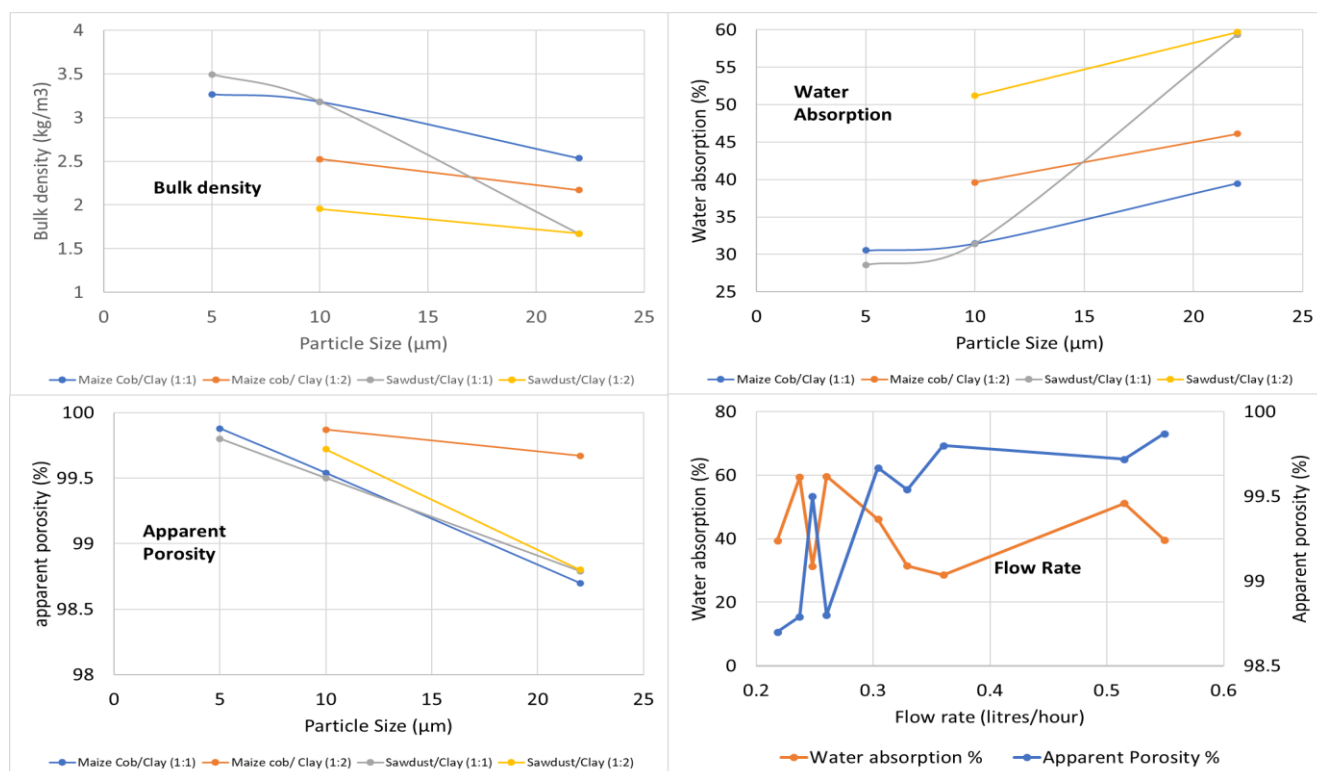 4
3.5
3
2.5
2
1.5
1
Bulk density (kg/m3)
Bulk density
0 5 10 15 20 25
Particle Size (µm)
Maize Cob/Clay (1:1) Maize cob/ Clay (1:2) Sawdust/Clay (1:1) Sawdust/Clay (1:2)
60
55
50
45
40
35
30
25
Water absorption (%)
Water
Absorption
0 5 10 15 20 25
Particle Size (µm)
Maize Cob/Clay (1:1) Maize cob/ Clay (1:2) Sawdust/Clay (1:1) Sawdust/Clay (1:2)
100
99.5
99
98.5
98
apparent porosity (%)
Apparent
Porosity
0 5 10 15 20 25
Particle Size (µm)
Maize Cob/Clay (1:1) Maize cob/ Clay (1:2) Sawdust/Clay (1:1) Sawdust/Clay (1:2)
80
60
40
20
0
Water absorption (%)
Flow Rate
100
99.5
99
98.5
Apparent porosity (%)
0.2 0.3 0.4 0.5 0.6
Flow rate (litres/hour)
Water absorption % Apparent Porosity %